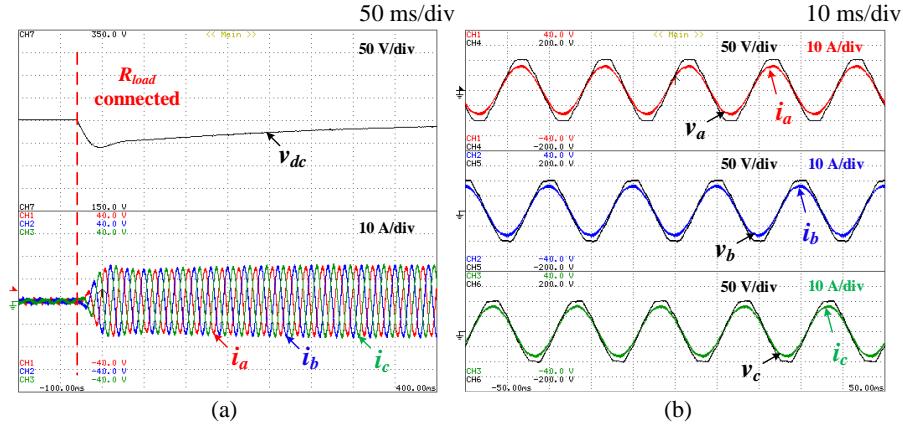 50 ms/div
CH7 350.0 V << Main >>
50 V/div
R_load
connected
v_dc
CH7 150.0 V
CH1 40.0 V
CH2 40.0 V
CH3 40.0 V
10 A/div
CH1 -40.0 V
CH2 -40.0 V
CH3 -40.0 V
i_a i_b i_c
-100.00ms 400.00ms
(a)
10 ms/div
CH1 40.0 V << Main >>
CH4 200.0 V
50 V/div 10 A/div
v_a i_a
CH1 -40.0 V
CH4 -200.0 V
CH2 40.0 V
CH5 200.0 V
50 V/div 10 A/div
v_b i_b
CH2 -40.0 V
CH5 -200.0 V
CH3 40.0 V
CH6 200.0 V
50 V/div 10 A/div
v_c i_c
CH3 -40.0 V
CH6 -200.0 V
-50.00ms 50.00ms
(b)